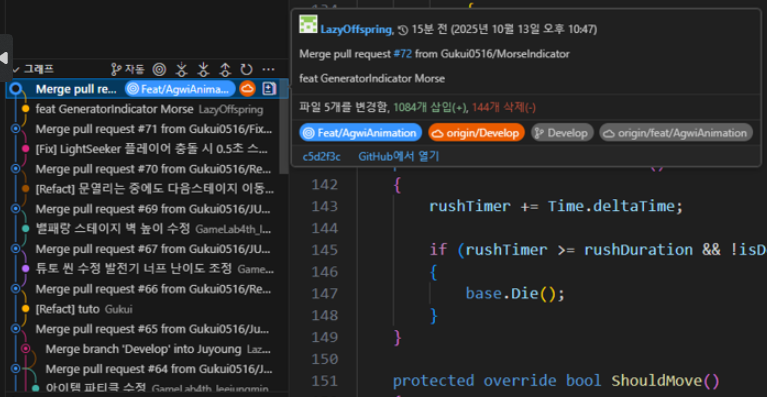 그래프
자동
Merge pull re...
Feat/AgwiAnima...
feat GeneratorIndicator Morse LazyOffspring
Merge pull request #71 from Gukui0516/Fix...
[Fix] LightSeeker 플레이어 충돌 시 0.5초 스...
Merge pull request #70 from Gukui0516/Re...
[Refact] 문열리는 중에도 다음스테이지 이동...
Merge pull request #69 from Gukui0516/JU...
밸패랑 스테이지 벽 높이 수정 GameLab4th_l...
Merge pull request #67 from Gukui0516/JU...
튜토 씬 수정 발전기 너프 난이도 조정 Game...
Merge pull request #66 from Gukui0516/Re...
[Refact] tuto Gukui
Merge pull request #65 from Gukui0516/Ju...
Merge branch 'Develop' into Juyoung Laz...
Merge pull request #64 from Gukui0516/J...
아이템 파티클 수정 GameLab4th_leejungmin
LazyOffspring, 15분 전 (2025년 10월 13일 오후 10:47)
Merge pull request #72 from Gukui0516/MorseIndicator
feat GeneratorIndicator Morse
파일 5개를 변경함, 1084개 삽입(+), 144개 삭제(-)
Feat/AgwiAnimation
origin/Develop
Develop
origin/feat/AgwiAnimation
c5d2f3c
GitHub에서 열기
142 {
143 rushTimer += Time.deltaTime;
144
145 if (rushTimer >= rushDuration && !isD
146 {
147 base.Die();
148 }
149 }
150
151 protected override bool ShouldMove()